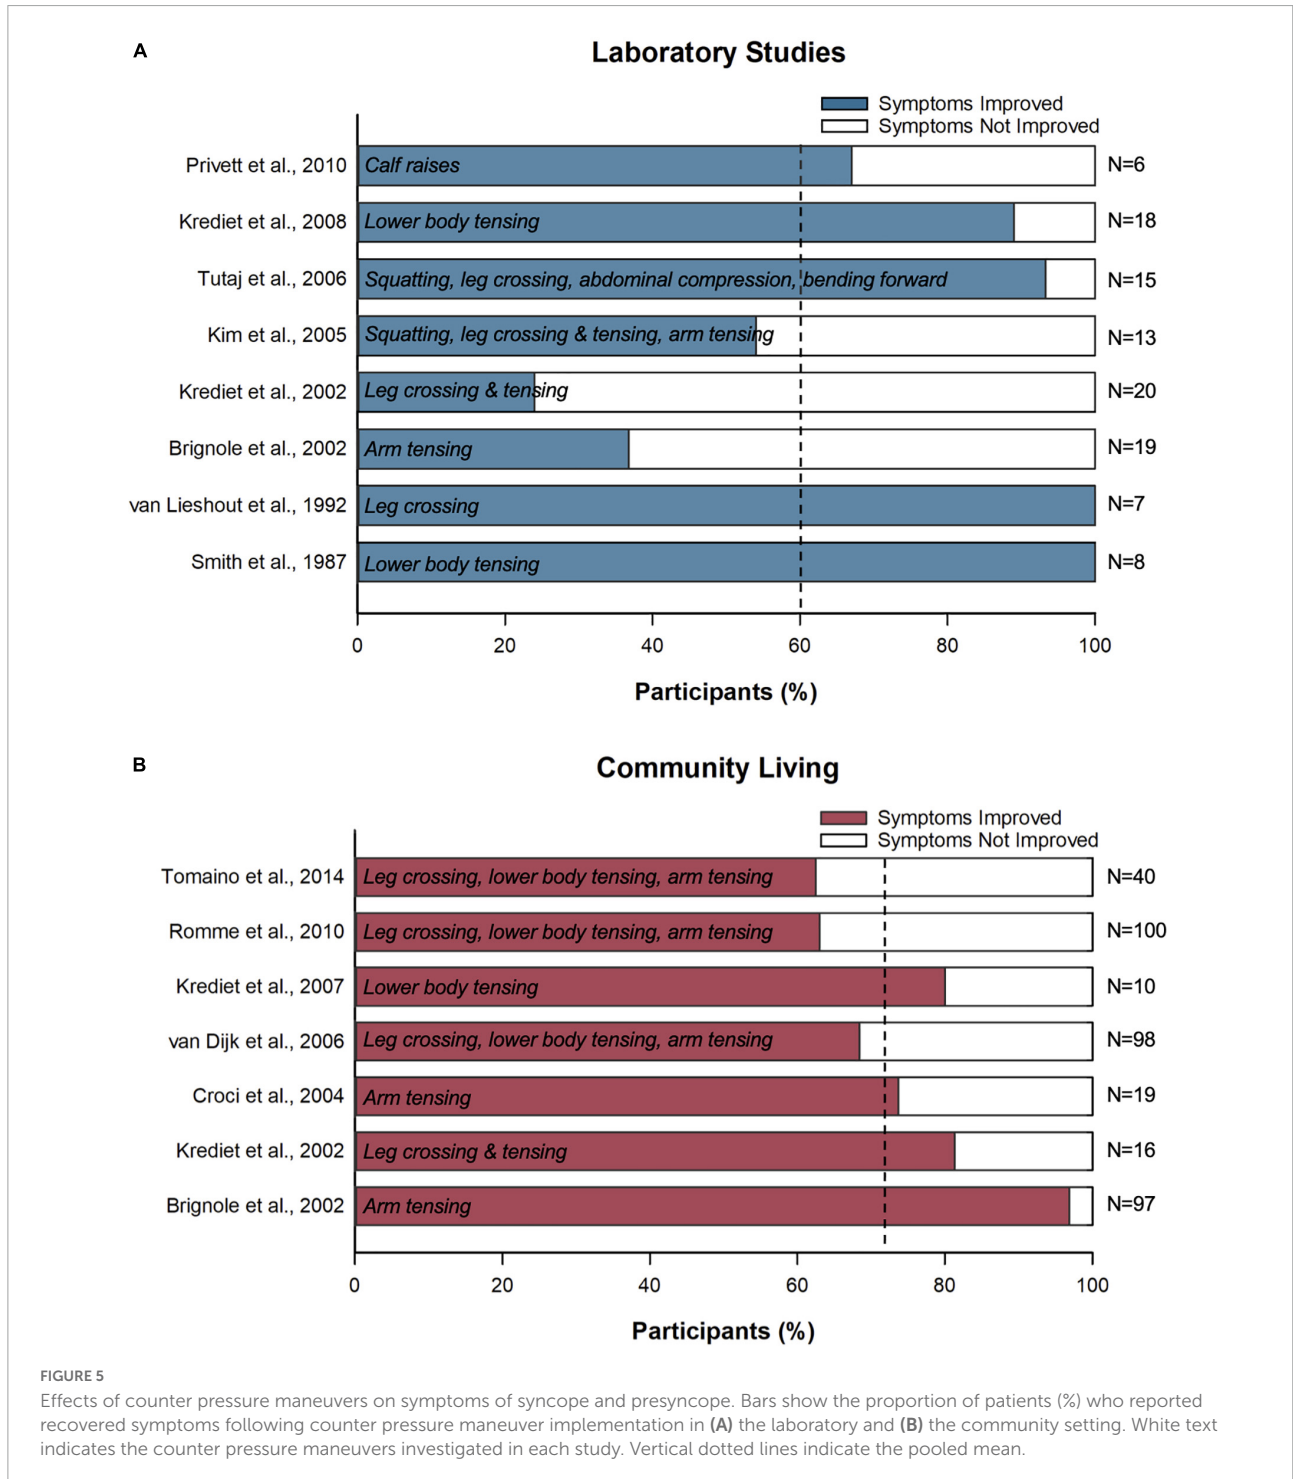 A
Laboratory Studies
Symptoms Improved
Symptoms Not Improved
Privett et al., 2010 Calf raises N=6
Krediet et al., 2008 Lower body tensing N=18
Tutaj et al., 2006 Squatting, leg crossing, abdominal compression, bending forward N=15
Kim et al., 2005 Squatting, leg crossing & tensing, arm tensing N=13
Krediet et al., 2002 Leg crossing & tensing N=20
Brignole et al., 2002 Arm tensing N=19
van Lieshout et al., 1992 Leg crossing N=7
Smith et al., 1987 Lower body tensing N=8
0 20 40 60 80 100
Participants (%)
B
Community Living
Symptoms Improved
Symptoms Not Improved
Tomaino et al., 2014 Leg crossing, lower body tensing, arm tensing N=40
Romme et al., 2010 Leg crossing, lower body tensing, arm tensing N=100
Krediet et al., 2007 Lower body tensing N=10
van Dijk et al., 2006 Leg crossing, lower body tensing, arm tensing N=98
Croci et al., 2004 Arm tensing N=19
Krediet et al., 2002 Leg crossing & tensing N=16
Brignole et al., 2002 Arm tensing N=97
0 20 40 60 80 100
Participants (%)
FIGURE 5
Effects of counter pressure maneuvers on symptoms of syncope and presyncope. Bars show the proportion of patients (%) who reported
recovered symptoms following counter pressure maneuver implementation in (A) the laboratory and (B) the community setting. White text
indicates the counter pressure maneuvers investigated in each study. Vertical dotted lines indicate the pooled mean.